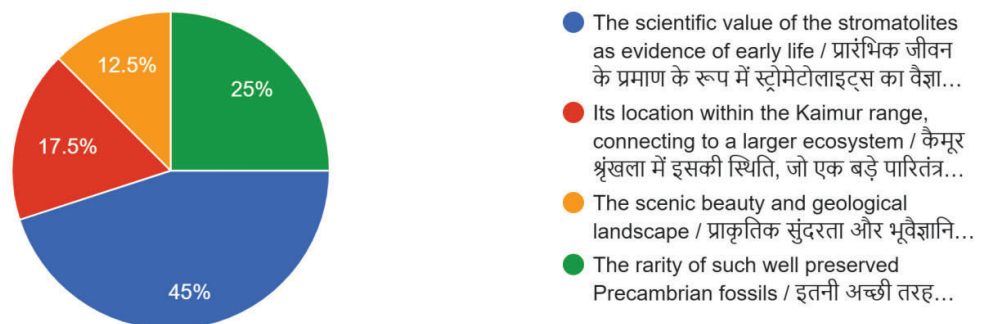 12.5%
25%
17.5%
45%
The scientific value of the stromatolites
as evidence of early life / प्रारंभिक जीवन
के प्रमाण के रूप में स्ट्रोमेटोलाइट्स का वैज्ञा...
Its location within the Kaimur range,
connecting to a larger ecosystem / कैमूर
श्रृंखला में इसकी स्थिति, जो एक बड़े पारितंत्र...
The scenic beauty and geological
landscape / प्राकृतिक सुंदरता और भूवैज्ञानि...
The rarity of such well preserved
Precambrian fossils / इतनी अच्छी तरह...